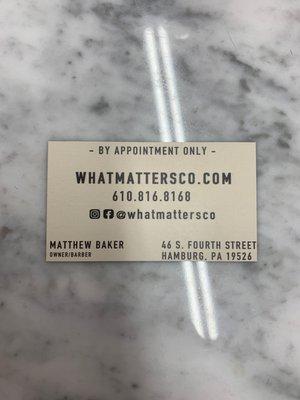 - BY APPOINTMENT ONLY -
WHATMATTERSCO.COM
610.816.8168
@whatmattersco
MATTHEW BAKER
OWNER/BARBER
46 S. FOURTH STREET
HAMBURG, PA 19526